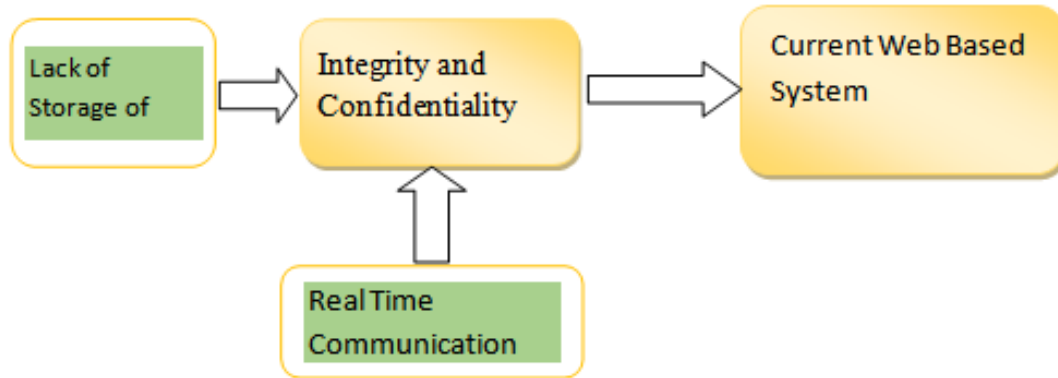 Lack of
Storage of
Integrity and
Confidentiality
Current Web Based
System
Real Time
Communication